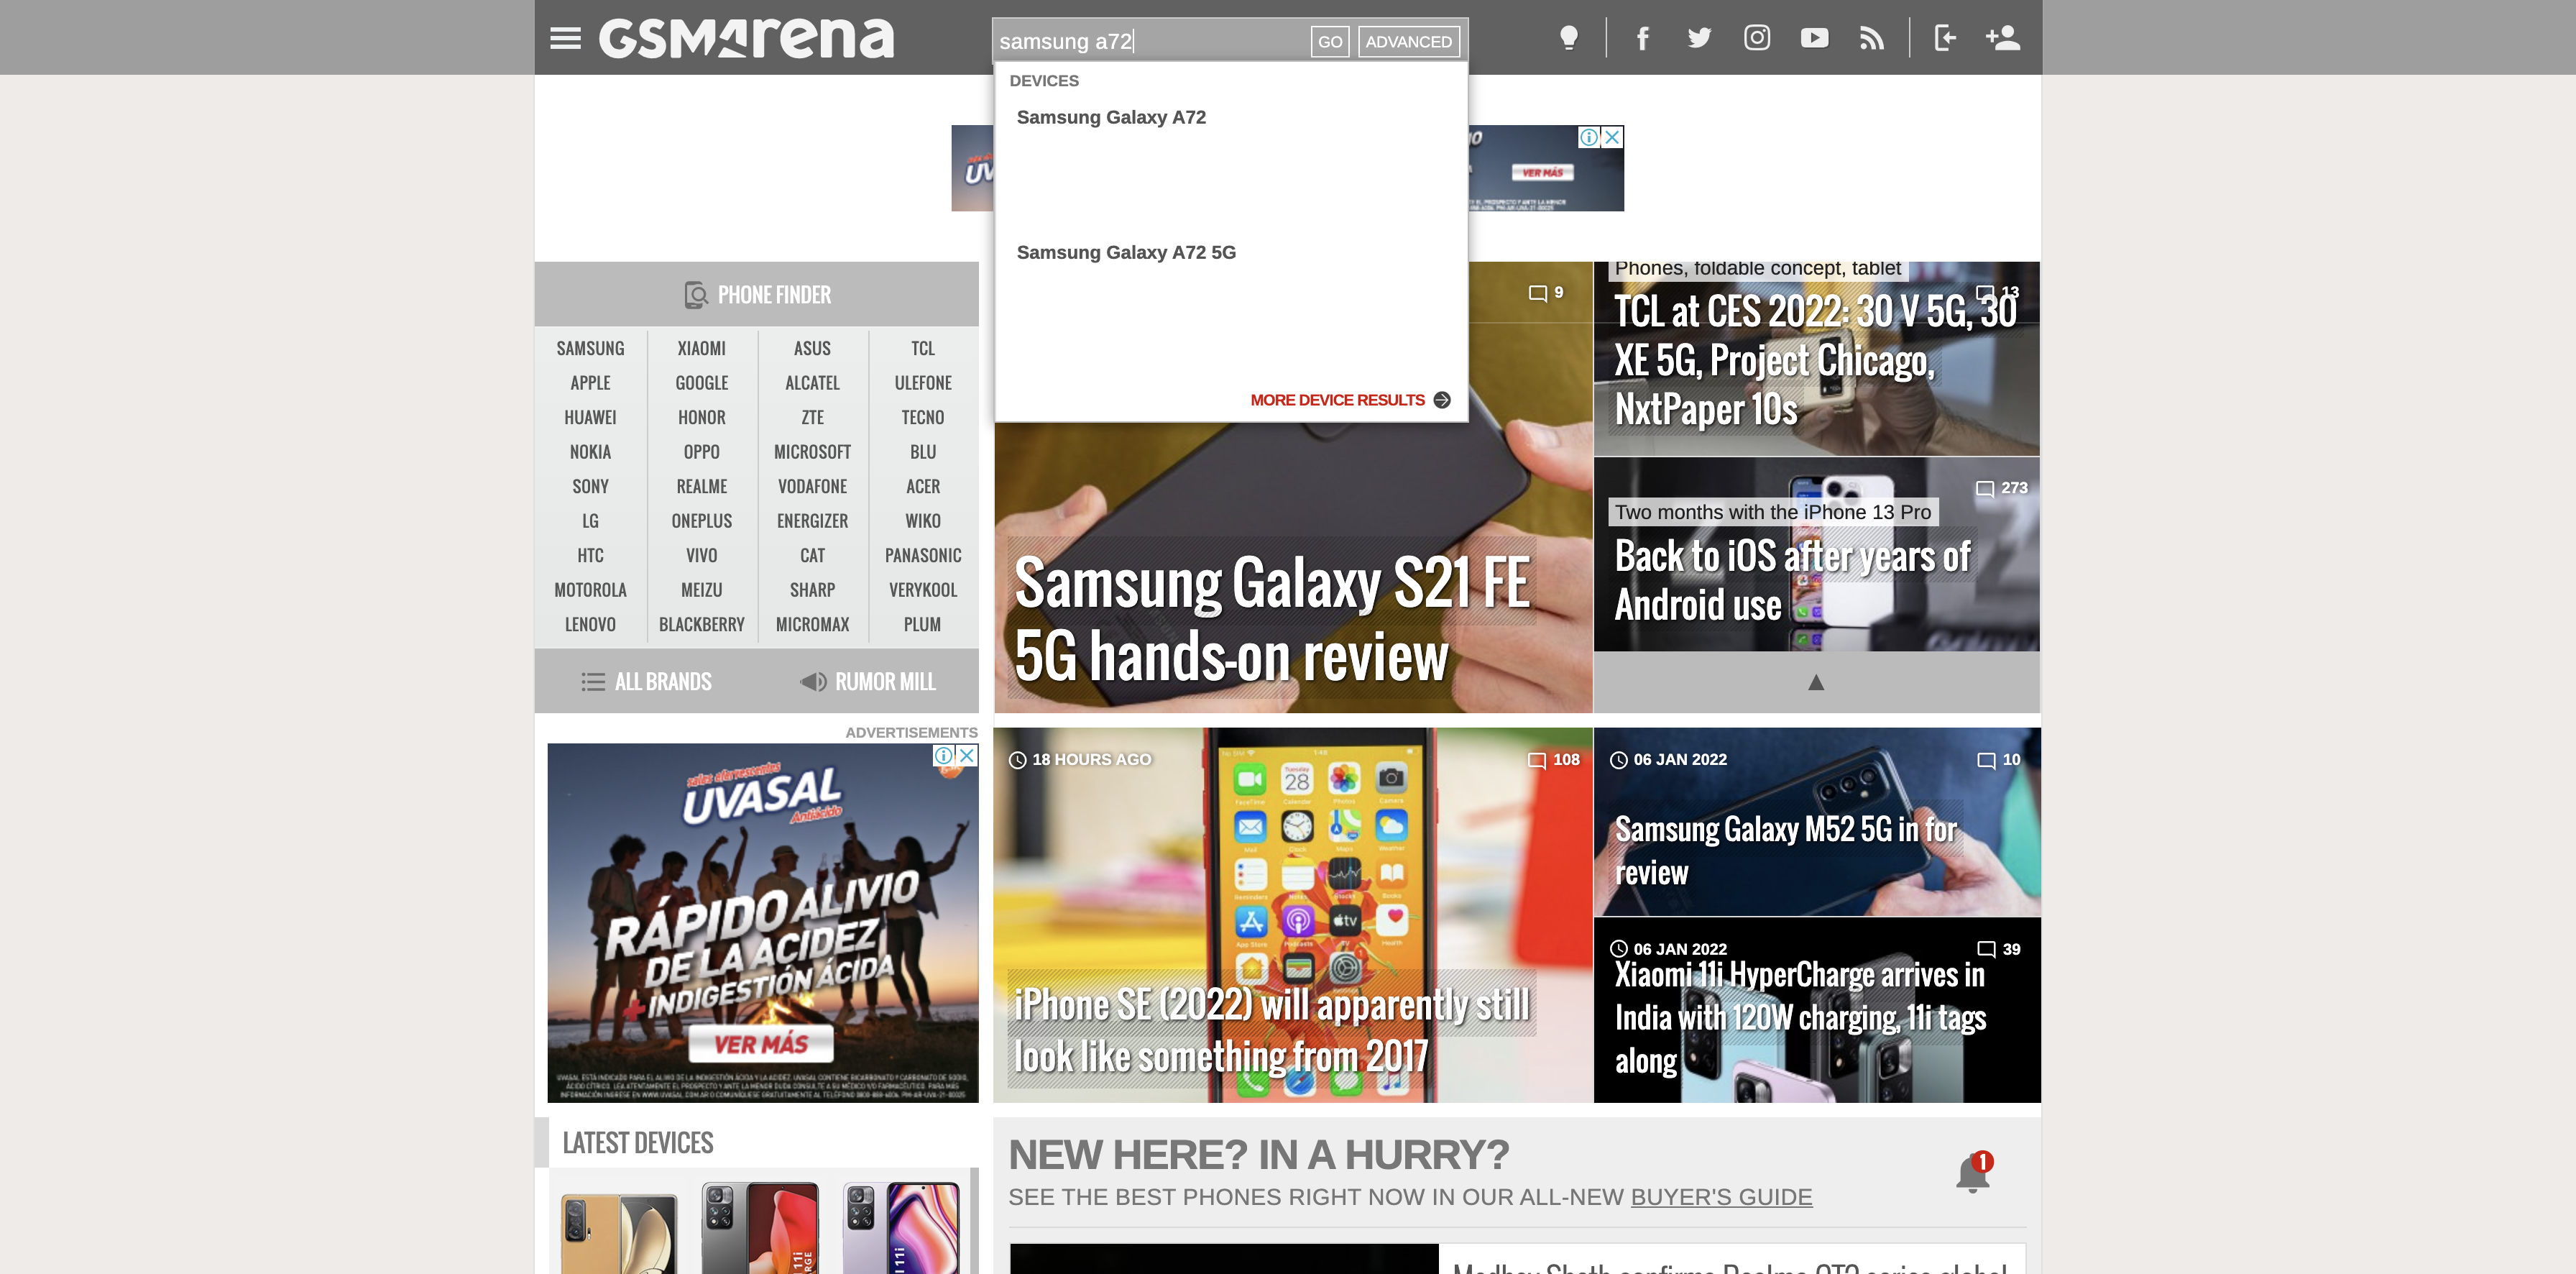 GSMArena
samsung a72
GO
ADVANCED
DEVICES
Samsung Galaxy A72
Samsung Galaxy A72 5G
MORE DEVICE RESULTS
VER MÁS
PHONE FINDER
SAMSUNG XIAOMI ASUS TCL
APPLE GOOGLE ALCATEL ULEFONE
HUAWEI HONOR ZTE TECNO
NOKIA OPPO MICROSOFT BLU
SONY REALME VODAFONE ACER
LG ONEPLUS ENERGIZER WIKO
HTC VIVO CAT PANASONIC
MOTOROLA MEIZU SHARP VERYKOOL
LENOVO BLACKBERRY MICROMAX PLUM
ALL BRANDS
RUMOR MILL
9
Samsung Galaxy S21 FE
5G hands-on review
Phones, foldable concept, tablet
13
TCL at CES 2022: 30 V 5G, 30
XE 5G, Project Chicago,
NxtPaper 10s
273
Two months with the iPhone 13 Pro
Back to iOS after years of
Android use
ADVERTISEMENTS
sales efervescentes
UVASAL
Antiácido
RÁPIDO ALIVIO
DE LA ACIDEZ
+INDIGESTIÓN ÁCIDA
VER MÁS
18 HOURS AGO
108
iPhone SE (2022) will apparently still
look like something from 2017
06 JAN 2022
10
Samsung Galaxy M52 5G in for
review
06 JAN 2022
39
Xiaomi 11i HyperCharge arrives in
India with 120W charging, 11i tags
along
LATEST DEVICES
NEW HERE? IN A HURRY?
SEE THE BEST PHONES RIGHT NOW IN OUR ALL-NEW BUYER'S GUIDE
1